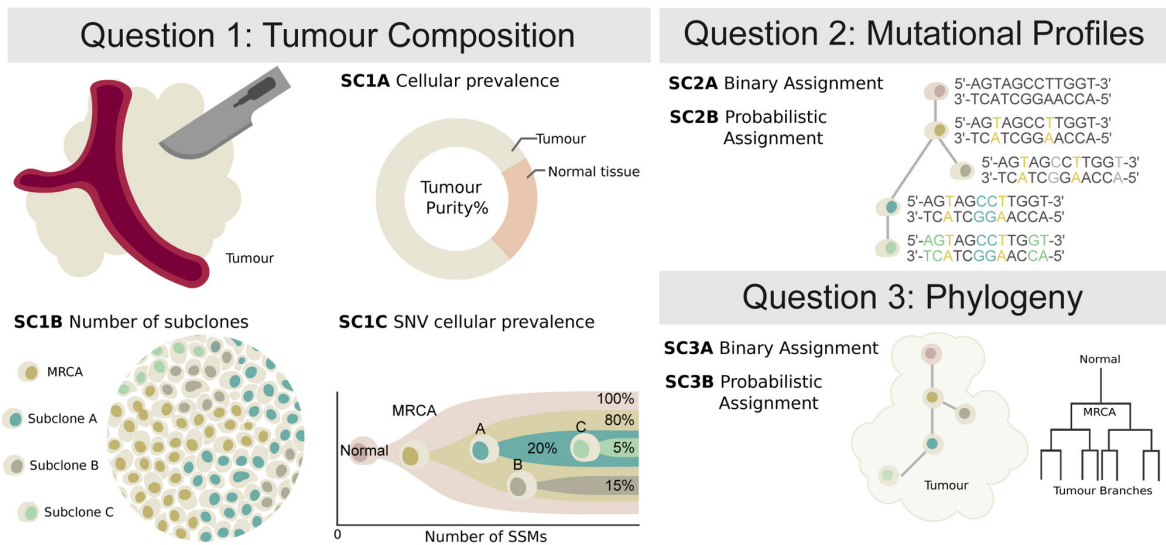 Question 1: Tumour Composition
SC1A Cellular prevalence
Tumour
Normal tissue
Tumour
Purity%
Tumour
SC1B Number of subclones
MRCA
Subclone A
Subclone B
Subclone C
SC1C SNV cellular prevalence
100%
MRCA
80%
A
C
Normal
20%
5%
B
15%
0
Number of SSMs
Question 2: Mutational Profiles
SC2A Binary Assignment
SC2B Probabilistic
Assignment
5'-AGTAGCCTTGGT-3'
3'-TCATCGGAACCA-5'
5'-AGTAGCCTTGGT-3'
3'-TCATCGGAACCA-5'
5'-AGTAGCCTTGGT-3'
3'-TCATCGGAACCA-5'
5'-AGTAGCCTTGGT-3'
3'-TCATCGGAACCA-5'
5'-AGTAGCCTTGGT-3'
3'-TCATCGGAACCA-5'
Question 3: Phylogeny
SC3A Binary Assignment
SC3B Probabilistic
Assignment
Tumour
Normal
MRCA
Tumour Branches